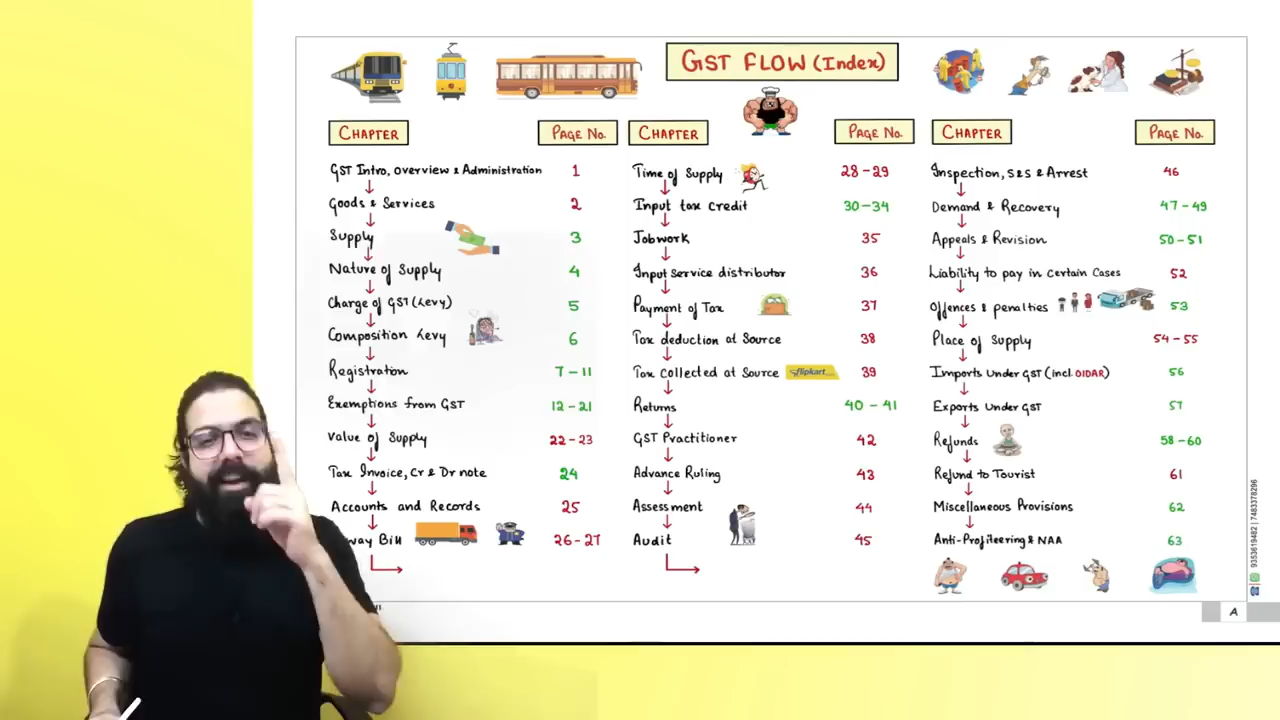 GST FLOW (Index)
CHAPTER PAGE No.
GST Intro, overview & Administration 1
Goods & Services 2
Supply 3
Nature of Supply 4
Charge of GST (Levy) 5
Composition Levy 6
Registration 7-11
Exemptions from GST 12-21
Value of Supply 22-23
Tax Invoice, Cr & Dr note 24
Accounts and Records 25
way Bill 26-27
CHAPTER PAGE No.
Time of Supply 28-29
Input tax credit 30-34
Jobwork 35
Input service distributor 36
Payment of Tax 37
Tax deduction at Source 38
Tax collected at Source flipkart 39
Returns 40-41
GST Practitioner 42
Advance Ruling 43
Assessment 44
Audit 45
CHAPTER PAGE No.
Inspection, S&S & Arrest 46
Demand & Recovery 47-49
Appeals & Revision 50-51
Liability to pay in Certain Cases 52
Offences & penalties 53
Place of Supply 54-55
Imports Under GST (incl. OIDAR) 56
Exports Under GST 57
Refunds 58-60
Refund to Tourist 61
Miscellaneous Provisions 62
Anti-Profiteering & NAA 63
9353619482 | 7483378296
A